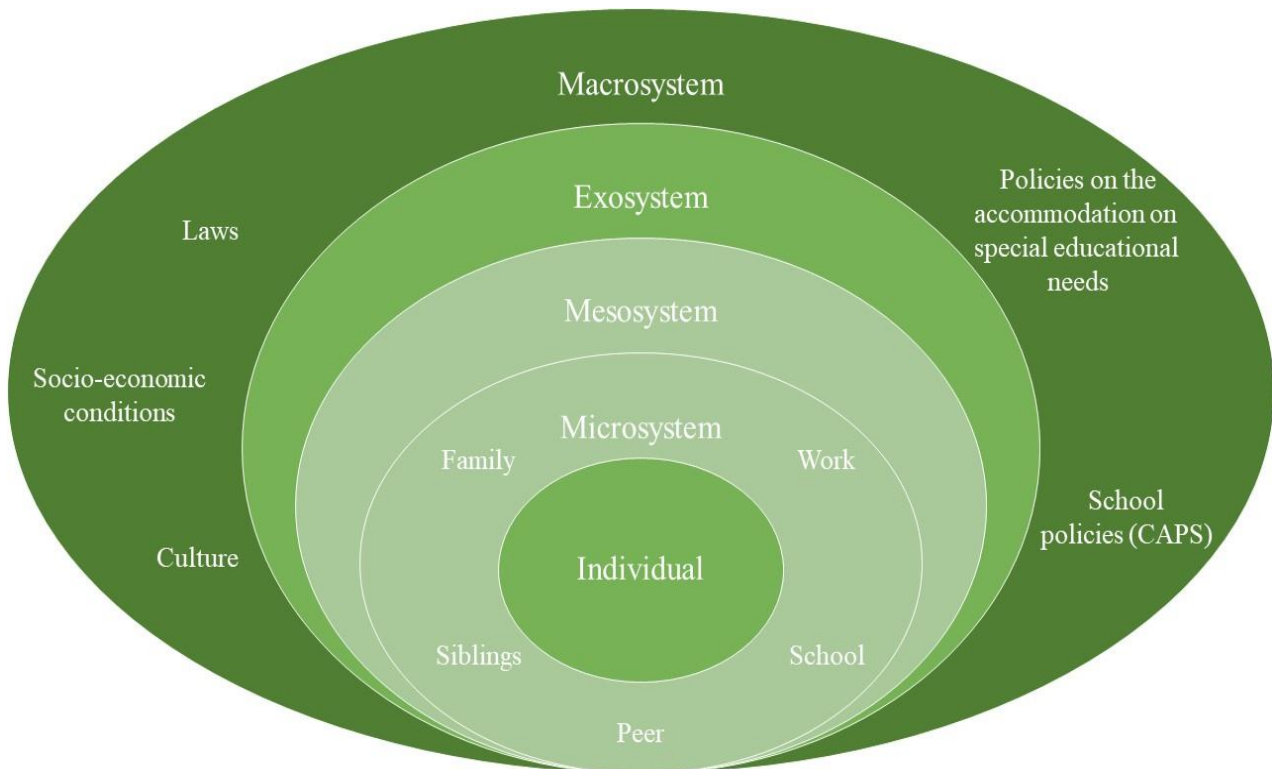 Macrosystem
Exosystem
Policies on the
accommodation on
special educational
needs
Laws
Mesosystem
Socio-economic
conditions
Microsystem
Family
Work
School
policies (CAPS)
Culture
Individual
Siblings
School
Peer